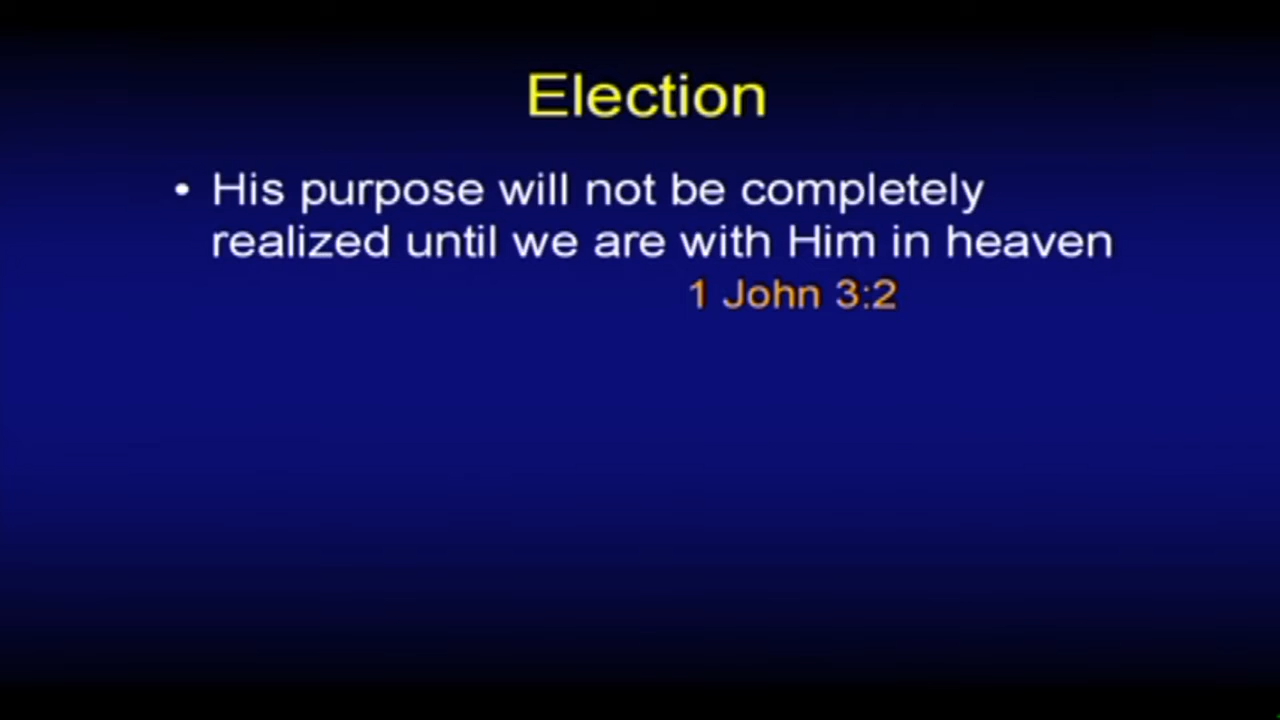 Election
• His purpose will not be completely
realized until we are with Him in heaven
1 John 3:2